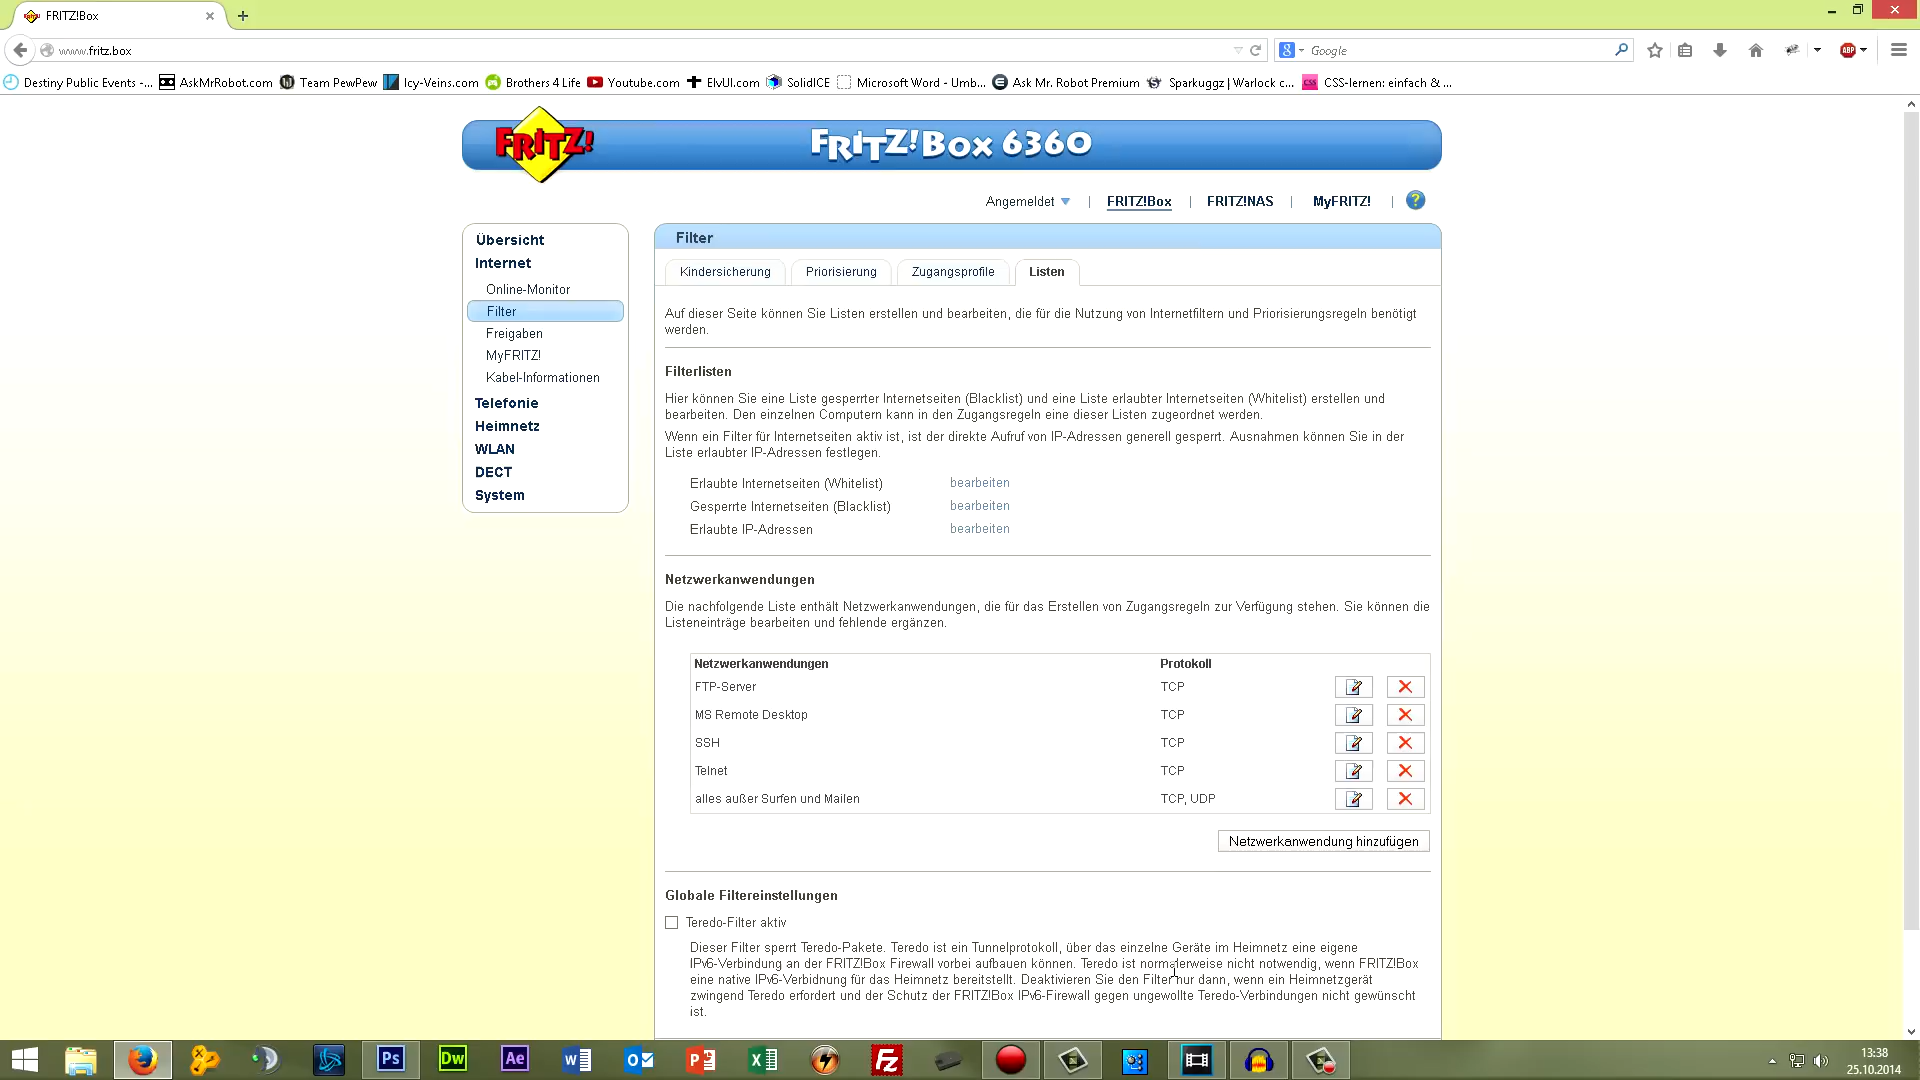 FRITZ!Box
www.fritz.box
Google
Destiny Public Events -... AskMrRobot.com Team PewPew Icy-Veins.com Brothers 4 Life Youtube.com ElvUI.com SolidICE Microsoft Word - Umb... Ask Mr. Robot Premium Sparkuggz | Warlock c... CSS-lernen: einfach & ...
FRITZ!
FRITZ!Box 6360
Angemeldet | FRITZ!Box | FRITZ!NAS | MyFRITZ! | ?
Übersicht
Internet
Online-Monitor
Filter
Freigaben
MyFRITZ!
Kabel-Informationen
Telefonie
Heimnetz
WLAN
DECT
System
Filter
Kindersicherung Priorisierung Zugangsprofile Listen
Auf dieser Seite können Sie Listen erstellen und bearbeiten, die für die Nutzung von Internetfiltern und Priorisierungsregeln benötigt
werden.
Filterlisten
Hier können Sie eine Liste gesperrter Internetseiten (Blacklist) und eine Liste erlaubter Internetseiten (Whitelist) erstellen und
bearbeiten. Den einzelnen Computern kann in den Zugangsregeln eine dieser Listen zugeordnet werden.
Wenn ein Filter für Internetseiten aktiv ist, ist der direkte Aufruf von IP-Adressen generell gesperrt. Ausnahmen können Sie in der
Liste erlaubter IP-Adressen festlegen.
Erlaubte Internetseiten (Whitelist) bearbeiten
Gesperrte Internetseiten (Blacklist) bearbeiten
Erlaubte IP-Adressen bearbeiten
Netzwerkanwendungen
Die nachfolgende Liste enthält Netzwerkanwendungen, die für das Erstellen von Zugangsregeln zur Verfügung stehen. Sie können die
Listeneinträge bearbeiten und fehlende ergänzen.
Netzwerkanwendungen Protokoll
FTP-Server TCP
MS Remote Desktop TCP
SSH TCP
Telnet TCP
alles außer Surfen und Mailen TCP, UDP
Netzwerkanwendung hinzufügen
Globale Filtereinstellungen
Teredo-Filter aktiv
Dieser Filter sperrt Teredo-Pakete. Teredo ist ein Tunnelprotokoll, über das einzelne Geräte im Heimnetz eine eigene
IPv6-Verbindung an der FRITZ!Box Firewall vorbei aufbauen können. Teredo ist normalerweise nicht notwendig, wenn FRITZ!Box
eine native IPv6-Verbidnung für das Heimnetz bereitstellt. Deaktivieren Sie den Filter nur dann, wenn ein Heimnetzgerät
zwingend Teredo erfordert und der Schutz der FRITZ!Box IPv6-Firewall gegen ungewollte Teredo-Verbindungen nicht gewünscht
ist.
13:38
25.10.2014